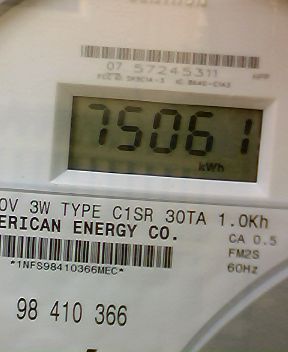 07 57245311
75061
kWh
0V 3W TYPE C1SR 30TA 1.0Kh
ERICAN ENERGY CO.
CA 0.5
FM2S
*1NFS98410366MEC*
60Hz
98 410 366